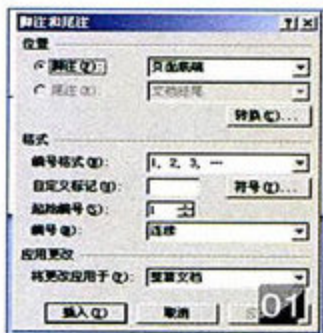 脚注和尾注
位置
脚注(F): 页面底端
尾注(E): 文档结尾
转换(C)...
格式
编号格式(N): 1, 2, 3, …
自定义标记(U): 符号(Y)...
起始编号(S): 1
编号(M): 连续
应用更改
将更改应用于(P): 整篇文档
插入(I) 取消
01